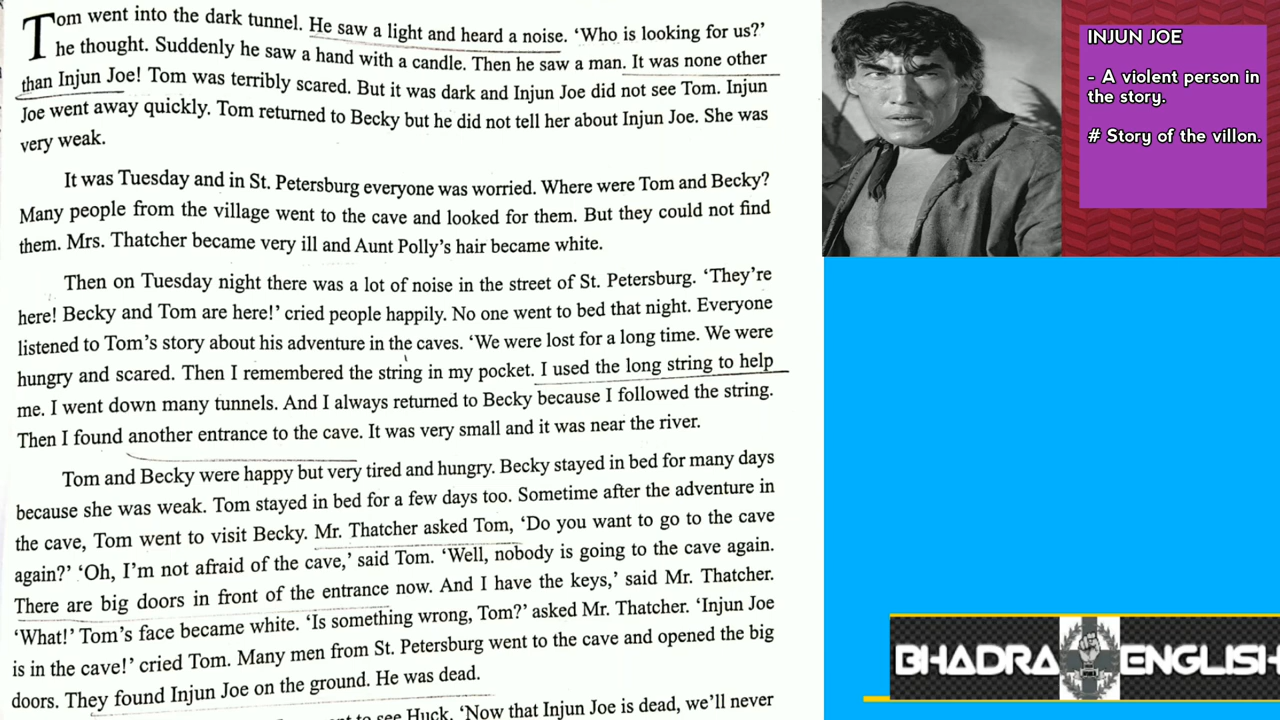 Tom went into the dark tunnel. He saw a light and heard a noise. ‘Who is looking for us?’
he thought. Suddenly he saw a hand with a candle. Then he saw a man. It was none other
than Injun Joe! Tom was terribly scared. But it was dark and Injun Joe did not see Tom. Injun
Joe went away quickly. Tom returned to Becky but he did not tell her about Injun Joe. She was
very weak.
It was Tuesday and in St. Petersburg everyone was worried. Where were Tom and Becky?
Many people from the village went to the cave and looked for them. But they could not find
them. Mrs. Thatcher became very ill and Aunt Polly’s hair became white.
Then on Tuesday night there was a lot of noise in the street of St. Petersburg. ‘They’re
here! Becky and Tom are here!’ cried people happily. No one went to bed that night. Everyone
listened to Tom’s story about his adventure in the caves. ‘We were lost for a long time. We were
hungry and scared. Then I remembered the string in my pocket. I used the long string to help
me. I went down many tunnels. And I always returned to Becky because I followed the string.
Then I found another entrance to the cave. It was very small and it was near the river.
Tom and Becky were happy but very tired and hungry. Becky stayed in bed for many days
because she was weak. Tom stayed in bed for a few days too. Sometime after the adventure in
the cave, Tom went to visit Becky. Mr. Thatcher asked Tom, ‘Do you want to go to the cave
again?’ ‘Oh, I’m not afraid of the cave,’ said Tom. ‘Well, nobody is going to the cave again.
There are big doors in front of the entrance now. And I have the keys,’ said Mr. Thatcher.
‘What!’ Tom’s face became white. ‘Is something wrong, Tom?’ asked Mr. Thatcher. ‘Injun Joe
is in the cave!’ cried Tom. Many men from St. Petersburg went to the cave and opened the big
doors. They found Injun Joe on the ground. He was dead.
to see Huck. ‘Now that Injun Joe is dead, we’ll never
INJUN JOE
- A violent person in
the story.
# Story of the villon.
BHADRA ENGLISH